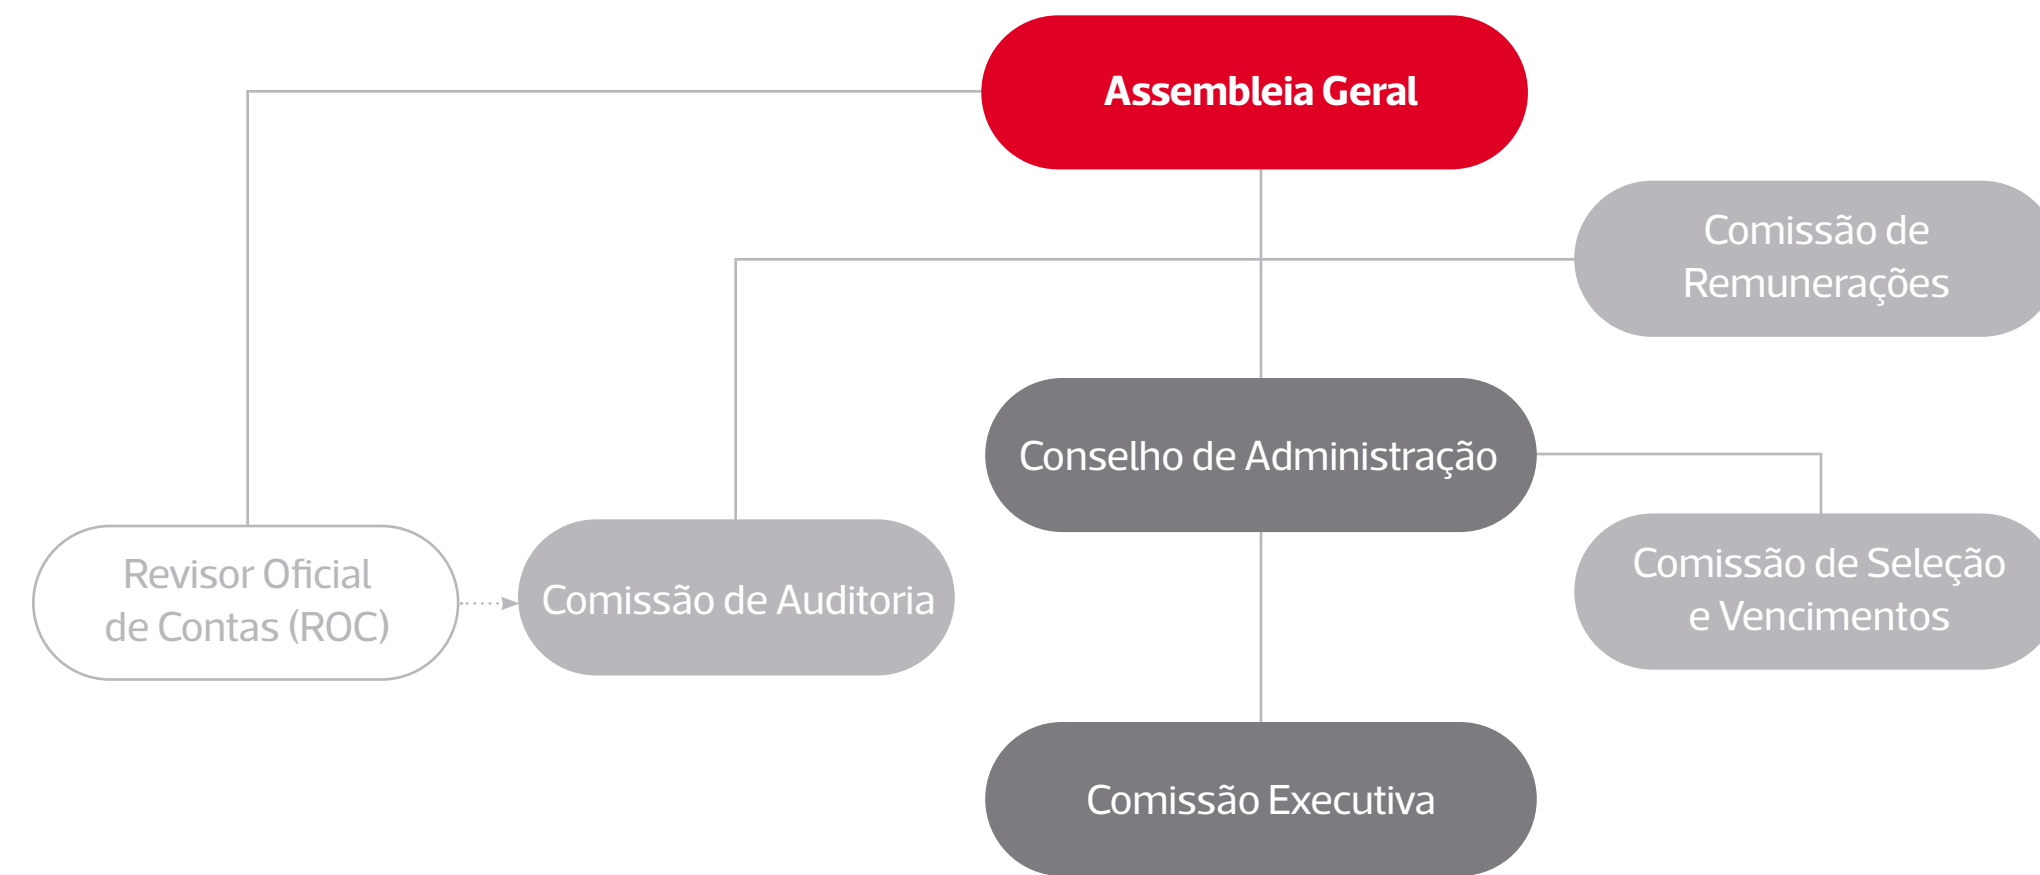 Assembleia Geral
Comissão de
Remunerações
Conselho de Administração
Revisor Oficial
de Contas (ROC)
Comissão de Auditoria
Comissão de Seleção
e Vencimentos
Comissão Executiva